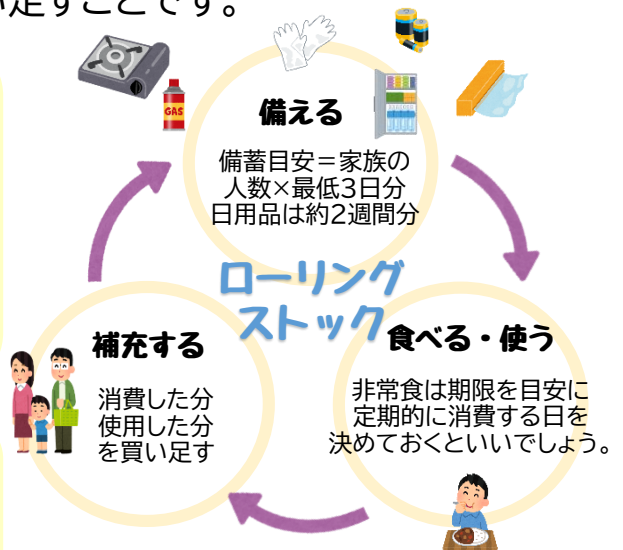 い足すことです。
GAS
備える
備蓄目安＝家族の
人数×最低3日分
日用品は約2週間分
ローリング
ストック
食べる・使う
非常食は期限を目安に
定期的に消費する日を
決めておくといいでしょう。
補充する
消費した分
使用した分
を買い足す